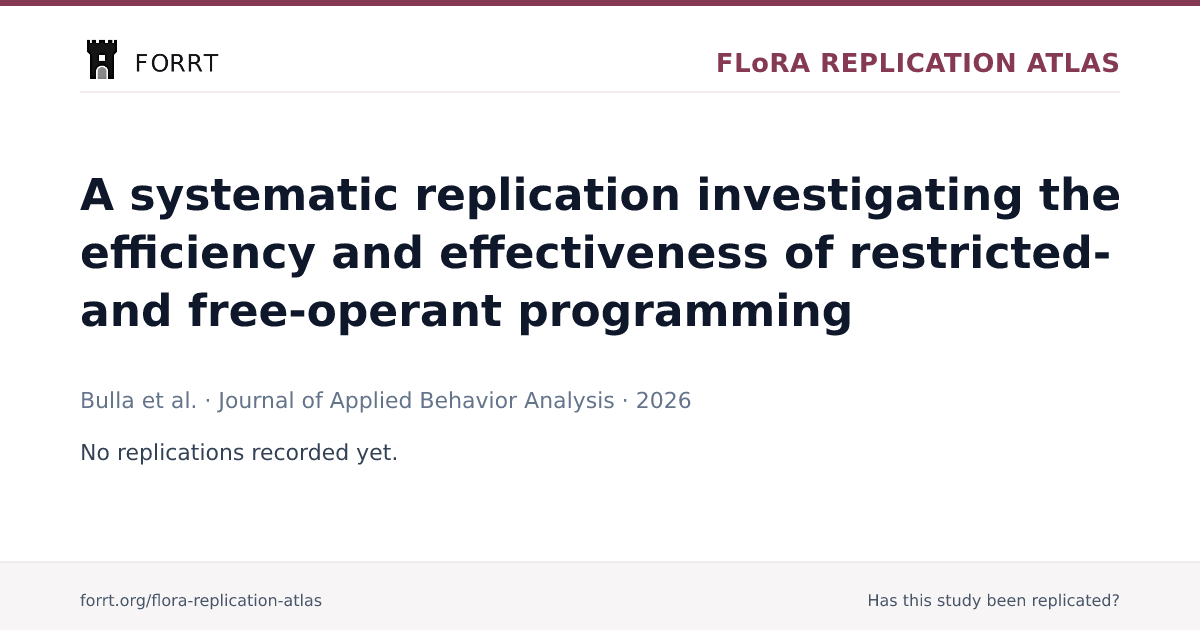 FORRT
FLoRA REPLICATION ATLAS
A systematic replication investigating the
efficiency and effectiveness of restricted-
and free-operant programming
Bulla et al. · Journal of Applied Behavior Analysis · 2026
No replications recorded yet.
forrt.org/flora-replication-atlas
Has this study been replicated?